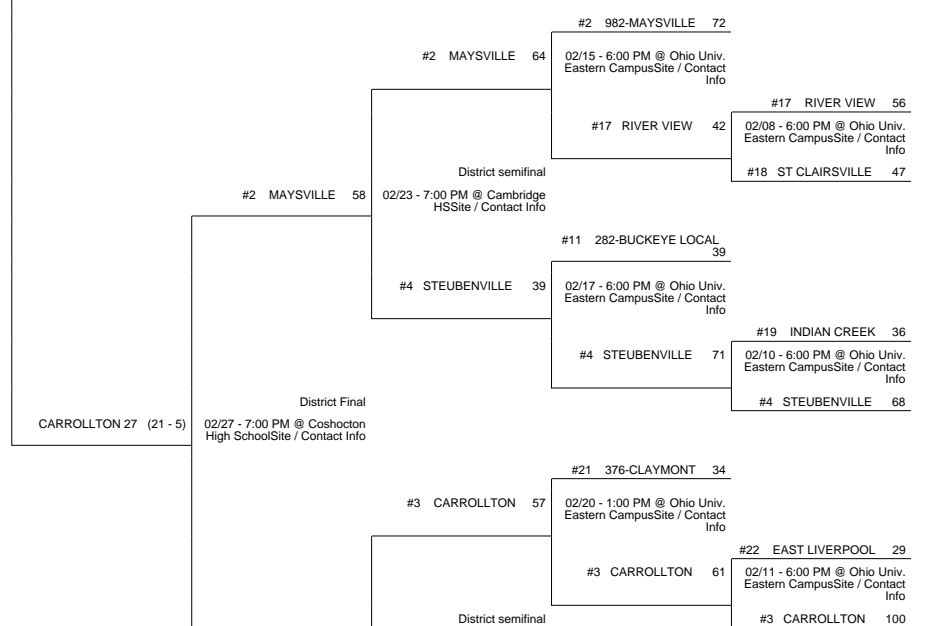 #2 982-MAYSVILLE 72
#2 MAYSVILLE 64
02/15 - 6:00 PM @ Ohio Univ.
Eastern CampusSite / Contact
Info
#17 RIVER VIEW 56
#17 RIVER VIEW 42
02/08 - 6:00 PM @ Ohio Univ.
Eastern CampusSite / Contact
Info
District semifinal
#18 ST CLAIRSVILLE 47
#2 MAYSVILLE 58
02/23 - 7:00 PM @ Cambridge
HSSite / Contact Info
#11 282-BUCKEYE LOCAL
39
#4 STEUBENVILLE 39
02/17 - 6:00 PM @ Ohio Univ.
Eastern CampusSite / Contact
Info
#19 INDIAN CREEK 36
#4 STEUBENVILLE 71
02/10 - 6:00 PM @ Ohio Univ.
Eastern CampusSite / Contact
Info
District Final
#4 STEUBENVILLE 68
CARROLLTON 27 (21 - 5)
02/27 - 7:00 PM @ Coshocton
High SchoolSite / Contact Info
#21 376-CLAYMONT 34
#3 CARROLLTON 57
02/20 - 1:00 PM @ Ohio Univ.
Eastern CampusSite / Contact
Info
#22 EAST LIVERPOOL 29
#3 CARROLLTON 61
02/11 - 6:00 PM @ Ohio Univ.
Eastern CampusSite / Contact
Info
District semifinal
#3 CARROLLTON 100